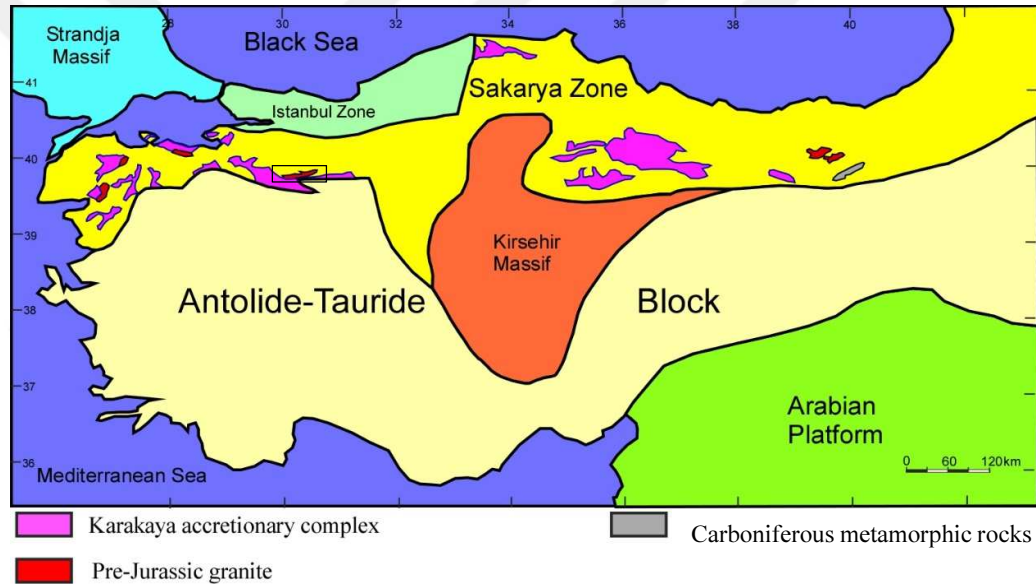 28 30 32 34 36 38 40
Strandja
Massif
Black Sea
41
Istanbul Zone
Sakarya Zone
40
39
Kirsehir
Massif
Antolide-Tauride
Block
38
37
Arabian
Platform
36
Mediterranean Sea
0 60 120km
Karakaya accretionary complex
Carboniferous metamorphic rocks
Pre-Jurassic granite